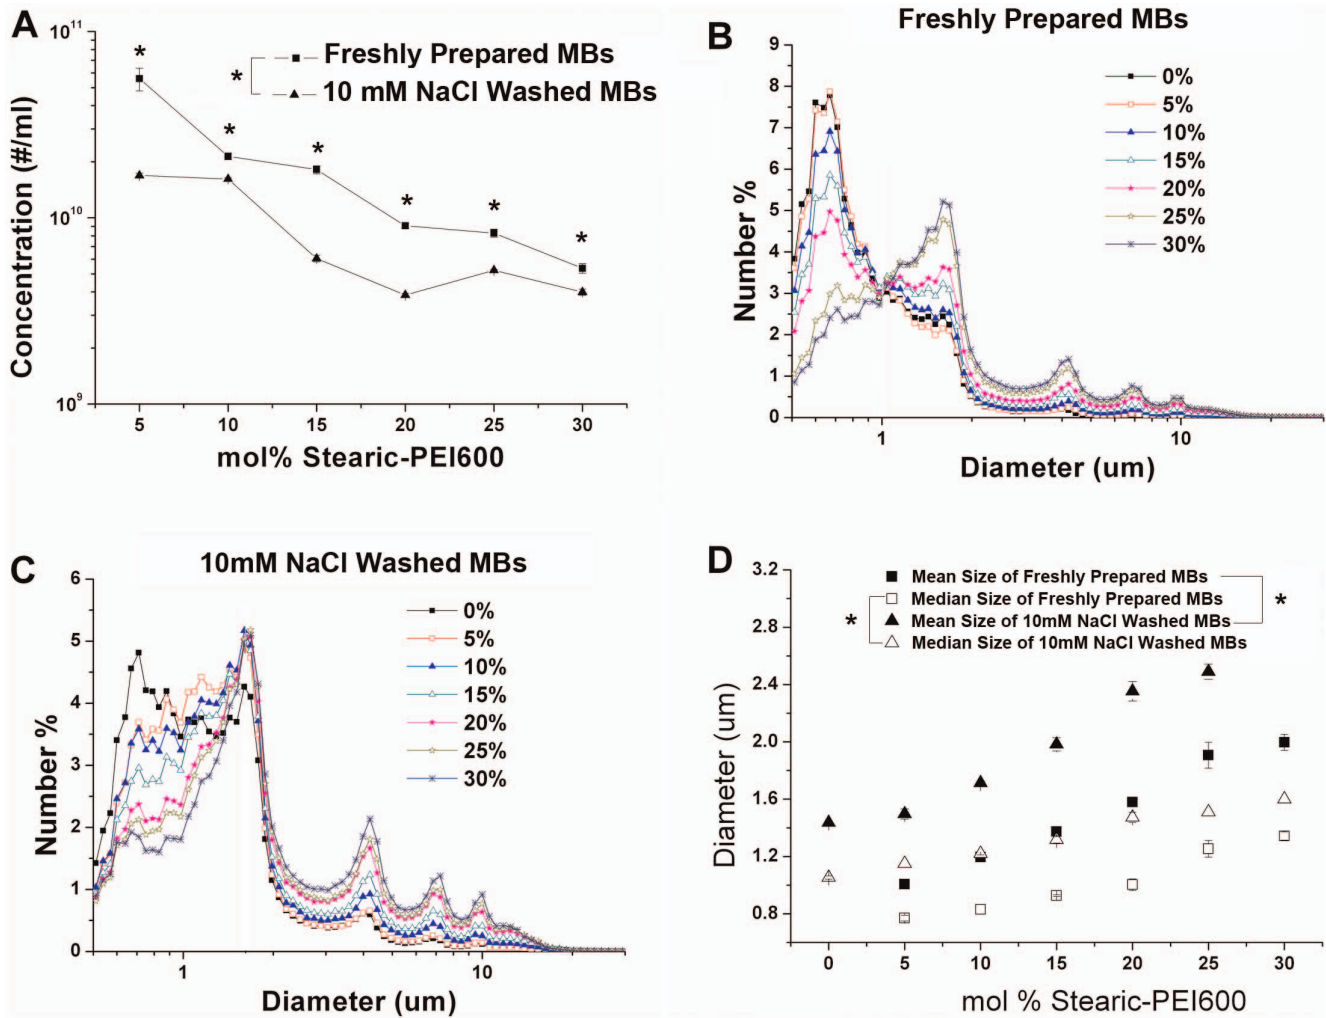 A
Concentration (#/ml)
10^11
10^10
10^9
* * * * * *
* Freshly Prepared MBs
10 mM NaCl Washed MBs
5 10 15 20 25 30
mol% Stearic-PEI600
B
Freshly Prepared MBs
Number %
9
8
7
6
5
4
3
2
1
0
0%
5%
10%
15%
20%
25%
30%
1 10
Diameter (um)
C
10mM NaCl Washed MBs
Number %
6
5
4
3
2
1
0
0%
5%
10%
15%
20%
25%
30%
1 10
Diameter (um)
D
Diameter (um)
3.2
2.8
2.4
2.0
1.6
1.2
0.8
Mean Size of Freshly Prepared MBs
Median Size of Freshly Prepared MBs
Mean Size of 10mM NaCl Washed MBs
Median Size of 10mM NaCl Washed MBs
* *
0 5 10 15 20 25 30
mol % Stearic-PEI600